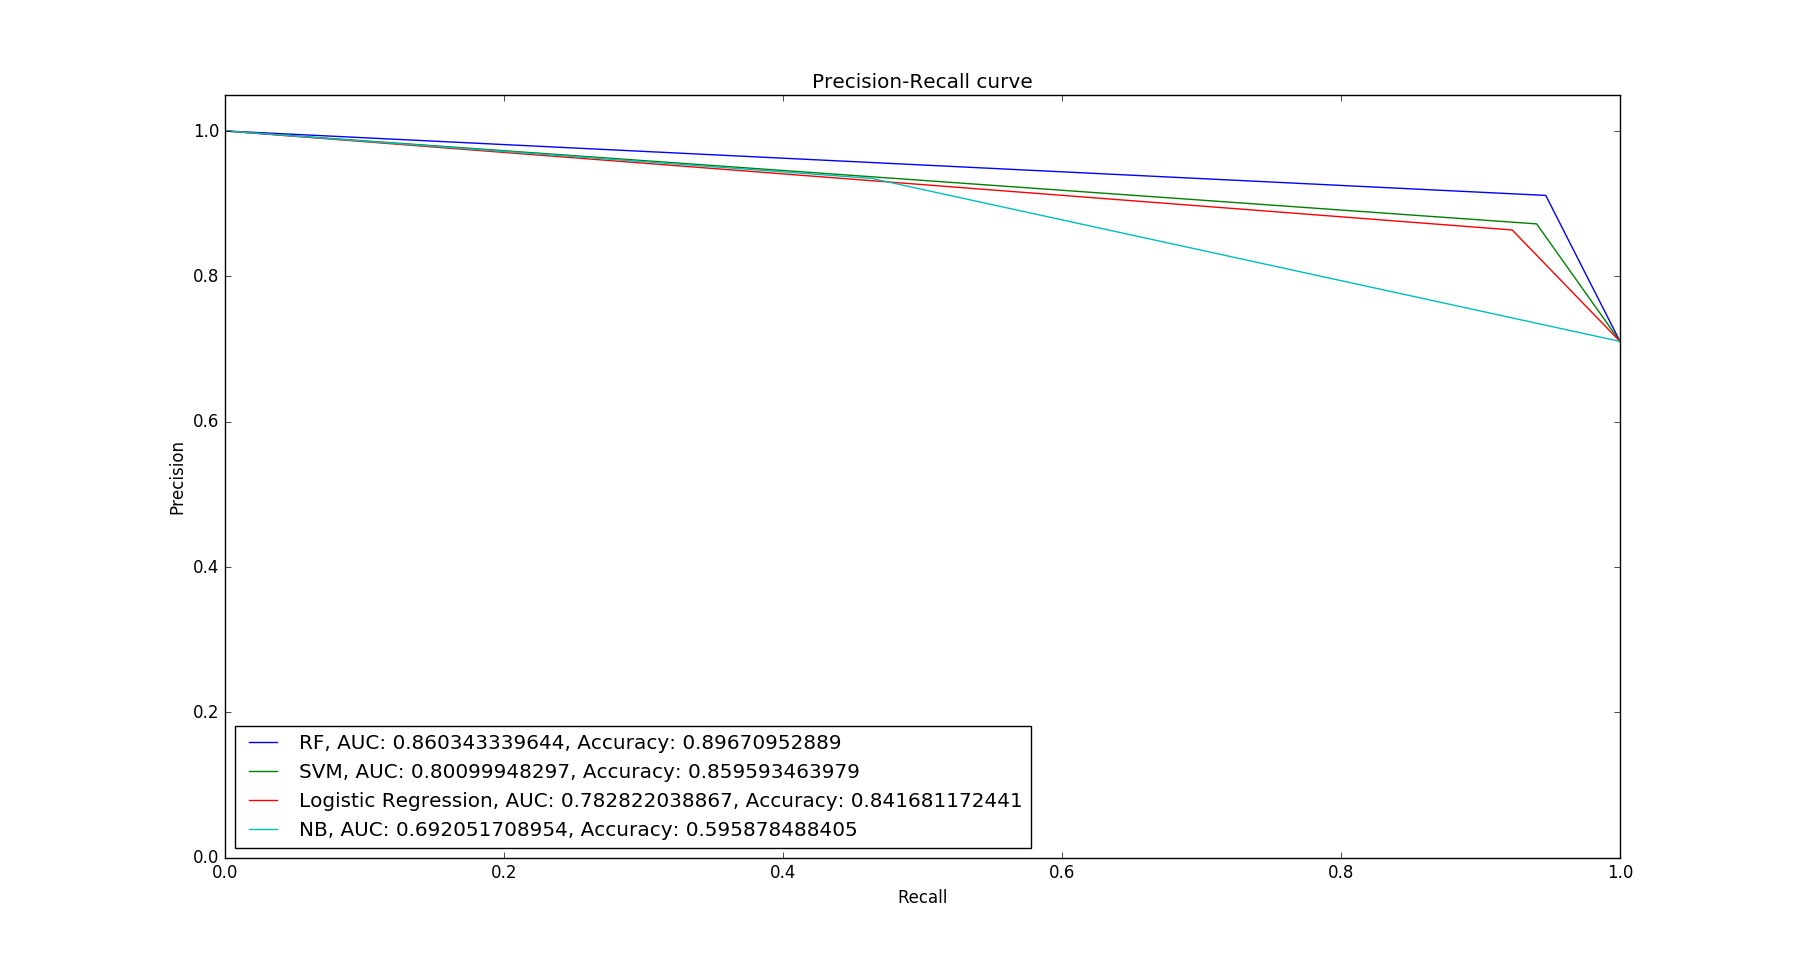 Precision-Recall curve
1.0
0.8
0.6
0.4
0.2
0.0
Precision
RF, AUC: 0.860343339644, Accuracy: 0.89670952889
SVM, AUC: 0.80099948297, Accuracy: 0.859593463979
Logistic Regression, AUC: 0.782822038867, Accuracy: 0.841681172441
NB, AUC: 0.692051708954, Accuracy: 0.595878488405
0.0 0.2 0.4 0.6 0.8 1.0
Recall